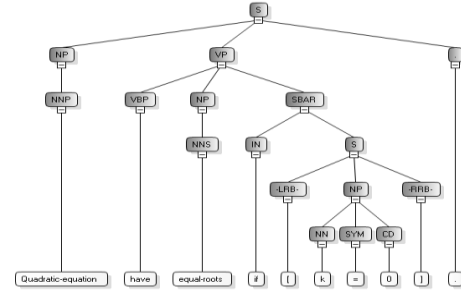 S
NP VP .
NNP VBP NP SBAR
NNS IN S
-LRB- NP -RRB-
NN SYM CD
Quadratic-equation have equal-roots if [ k = 0 ] .